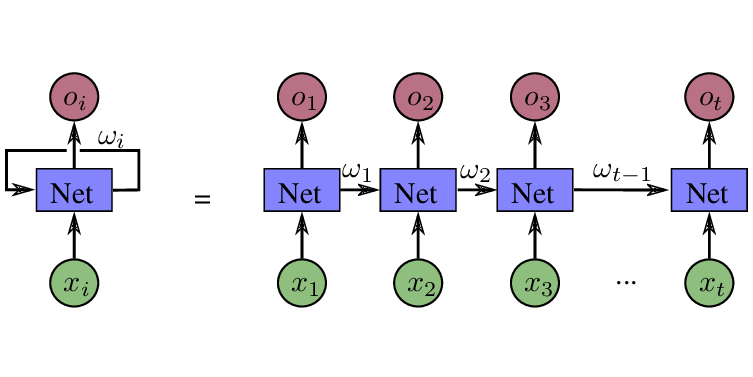 o_i o_1 o_2 o_3 o_t
ω_i
ω_1 ω_2 ω_{t−1}
Net Net Net Net Net
=
x_i x_1 x_2 x_3 ... x_t